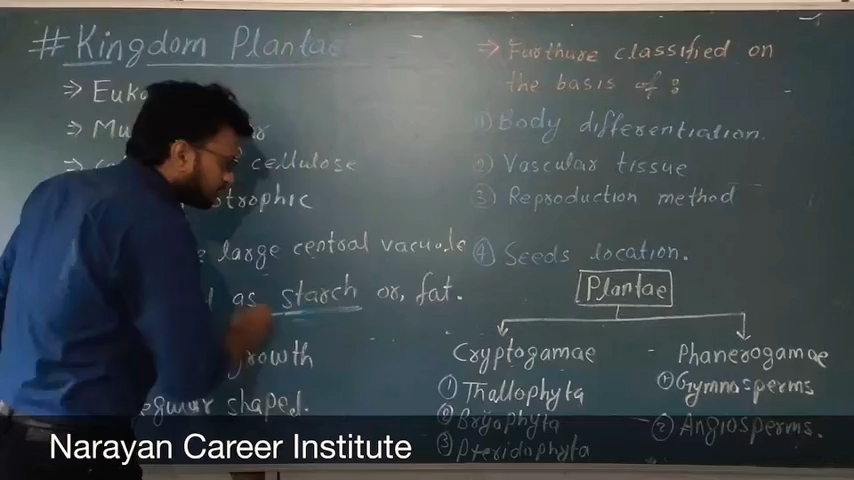 # Kingdom Plantae
⇒ Euka
⇒ Mu
cellulose
trophic
large central vacuole
as starch or, fat.
growth
shaped.
⇒ Furthure classified on
the basis of :
① Body differentiation.
② Vascular tissue
③ Reproduction method
④ Seeds location.
Plantae
Cryptogamae
① Thallophyta
② Bryophyta
③ Pteridophyta
Phanerogamae
① Gymnosperms
② Angiosperms.
Narayan Career Institute